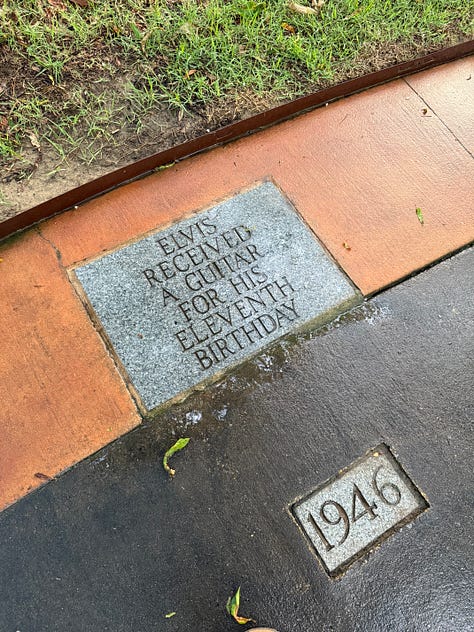 ELVIS
RECEIVED
A GUITAR
FOR HIS
ELEVENTH
BIRTHDAY
1946